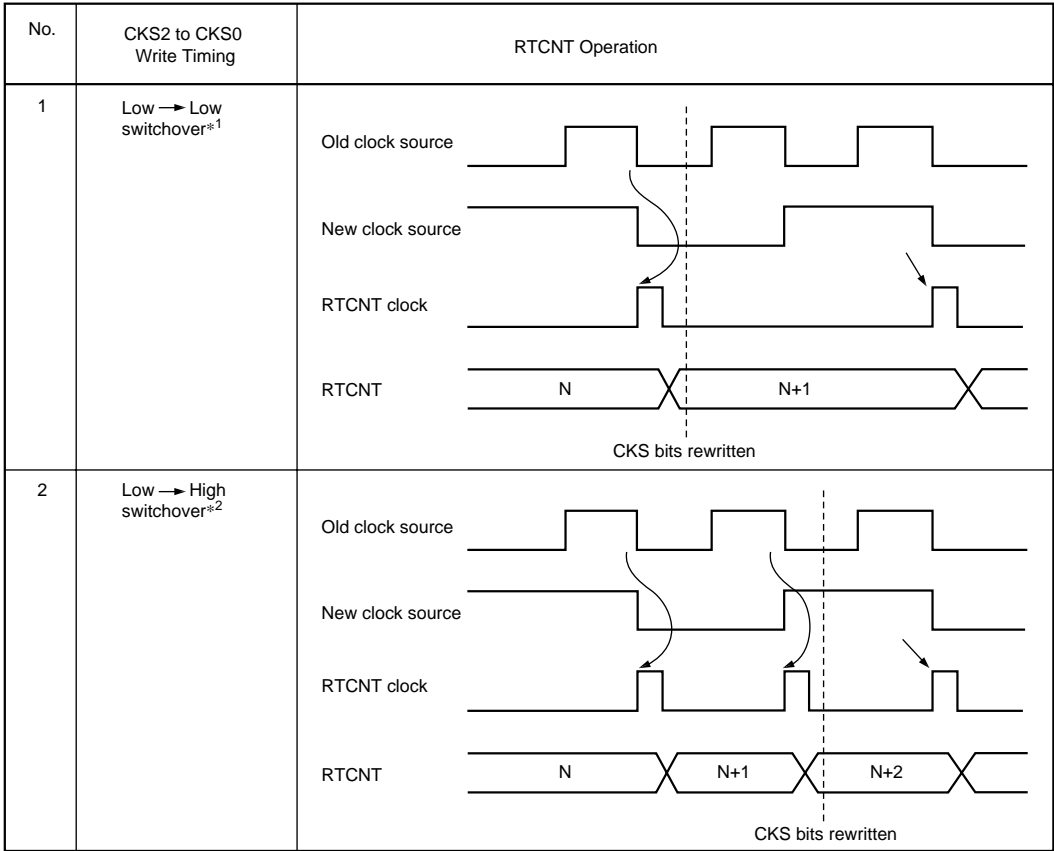 No.
CKS2 to CKS0
Write Timing
RTCNT Operation
1
Low → Low
switchover*1
Old clock source
New clock source
RTCNT clock
RTCNT
N
N+1
CKS bits rewritten
2
Low → High
switchover*2
Old clock source
New clock source
RTCNT clock
RTCNT
N
N+1
N+2
CKS bits rewritten